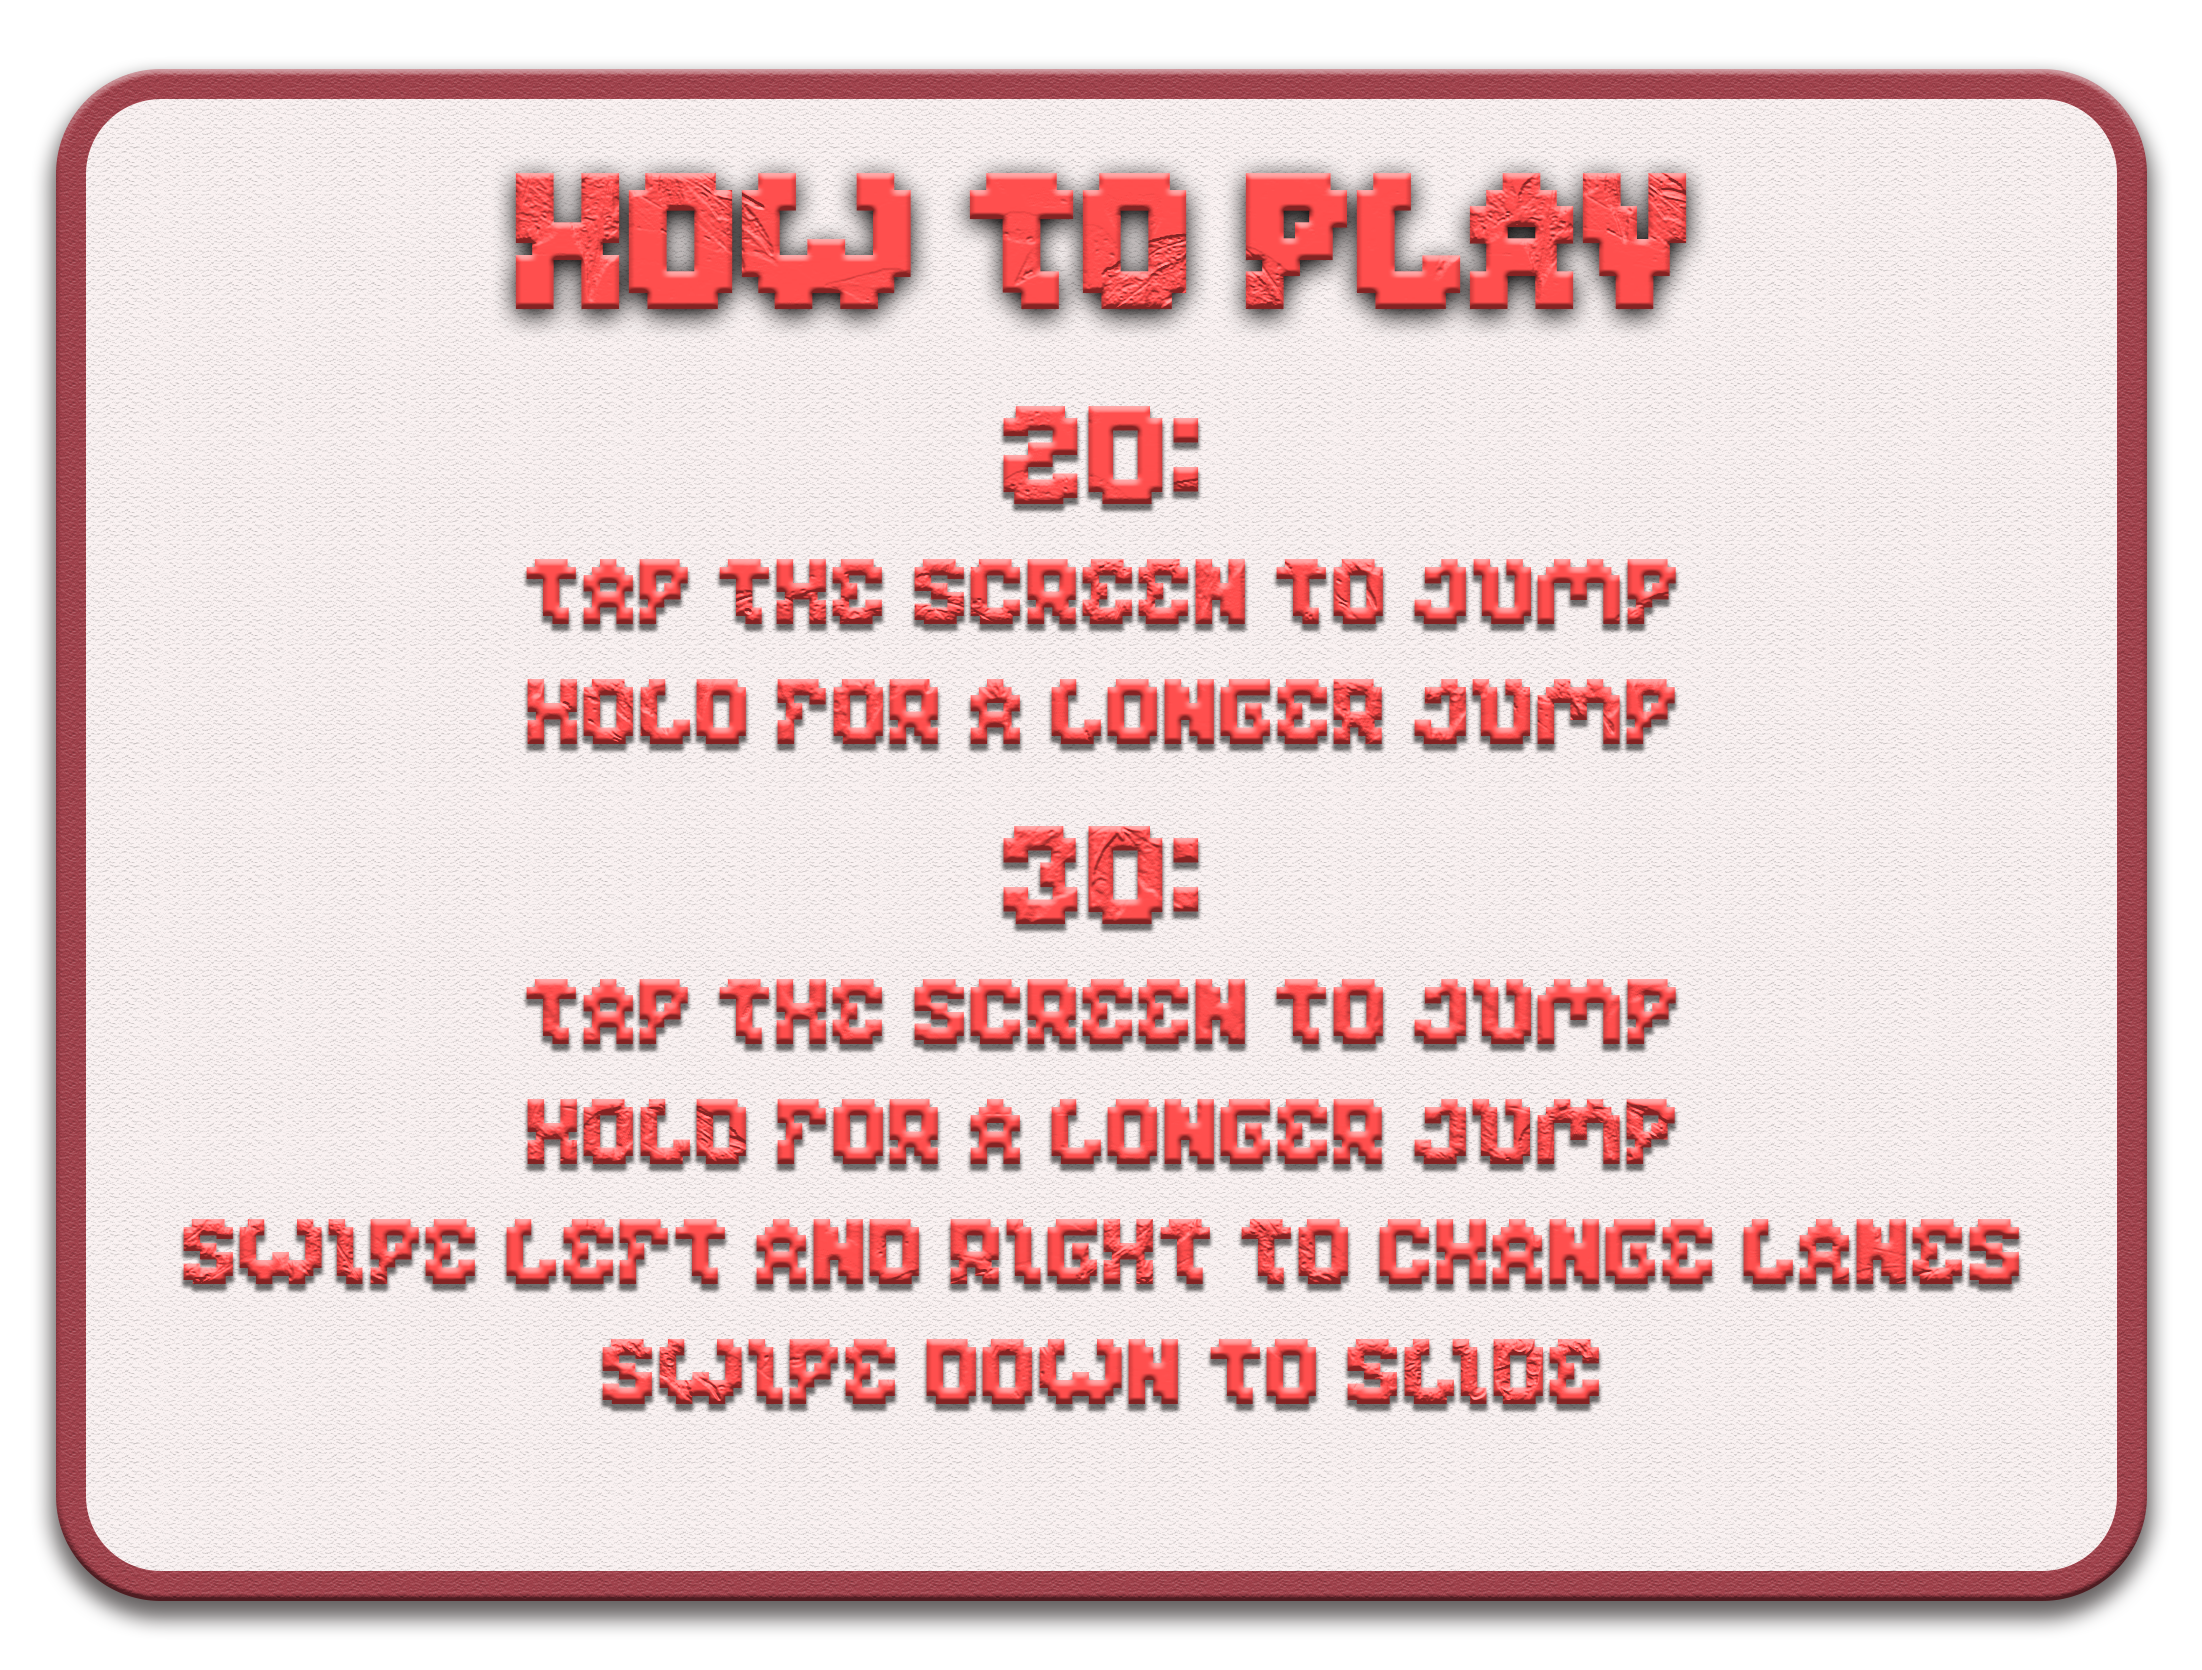 HOW TO PLAY
2D:
TAP THE SCREEN TO JUMP
HOLD FOR A LONGER JUMP
3D:
TAP THE SCREEN TO JUMP
HOLD FOR A LONGER JUMP
SWIPE LEFT AND RIGHT TO CHANGE LANES
SWIPE DOWN TO SLIDE